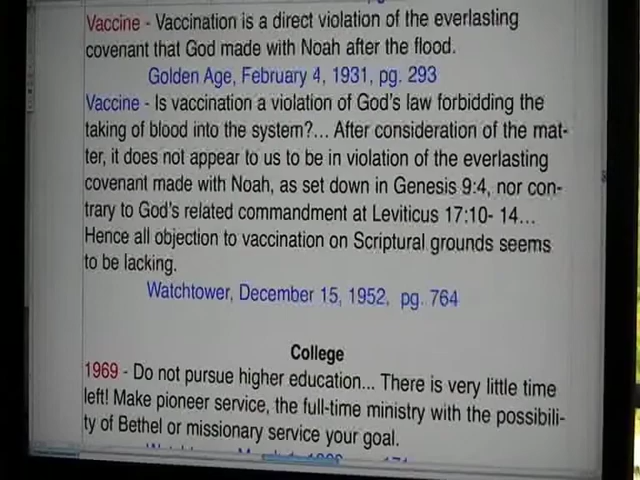 Vaccine - Vaccination is a direct violation of the everlasting
covenant that God made with Noah after the flood.
Golden Age, February 4, 1931, pg. 293
Vaccine - Is vaccination a violation of God's law forbidding the
taking of blood into the system?... After consideration of the mat-
ter, it does not appear to us to be in violation of the everlasting
covenant made with Noah, as set down in Genesis 9:4, nor con-
trary to God's related commandment at Leviticus 17:10- 14...
Hence all objection to vaccination on Scriptural grounds seems
to be lacking.
Watchtower, December 15, 1952, pg. 764
College
1969 - Do not pursue higher education... There is very little time
left! Make pioneer service, the full-time ministry with the possibili-
ty of Bethel or missionary service your goal.